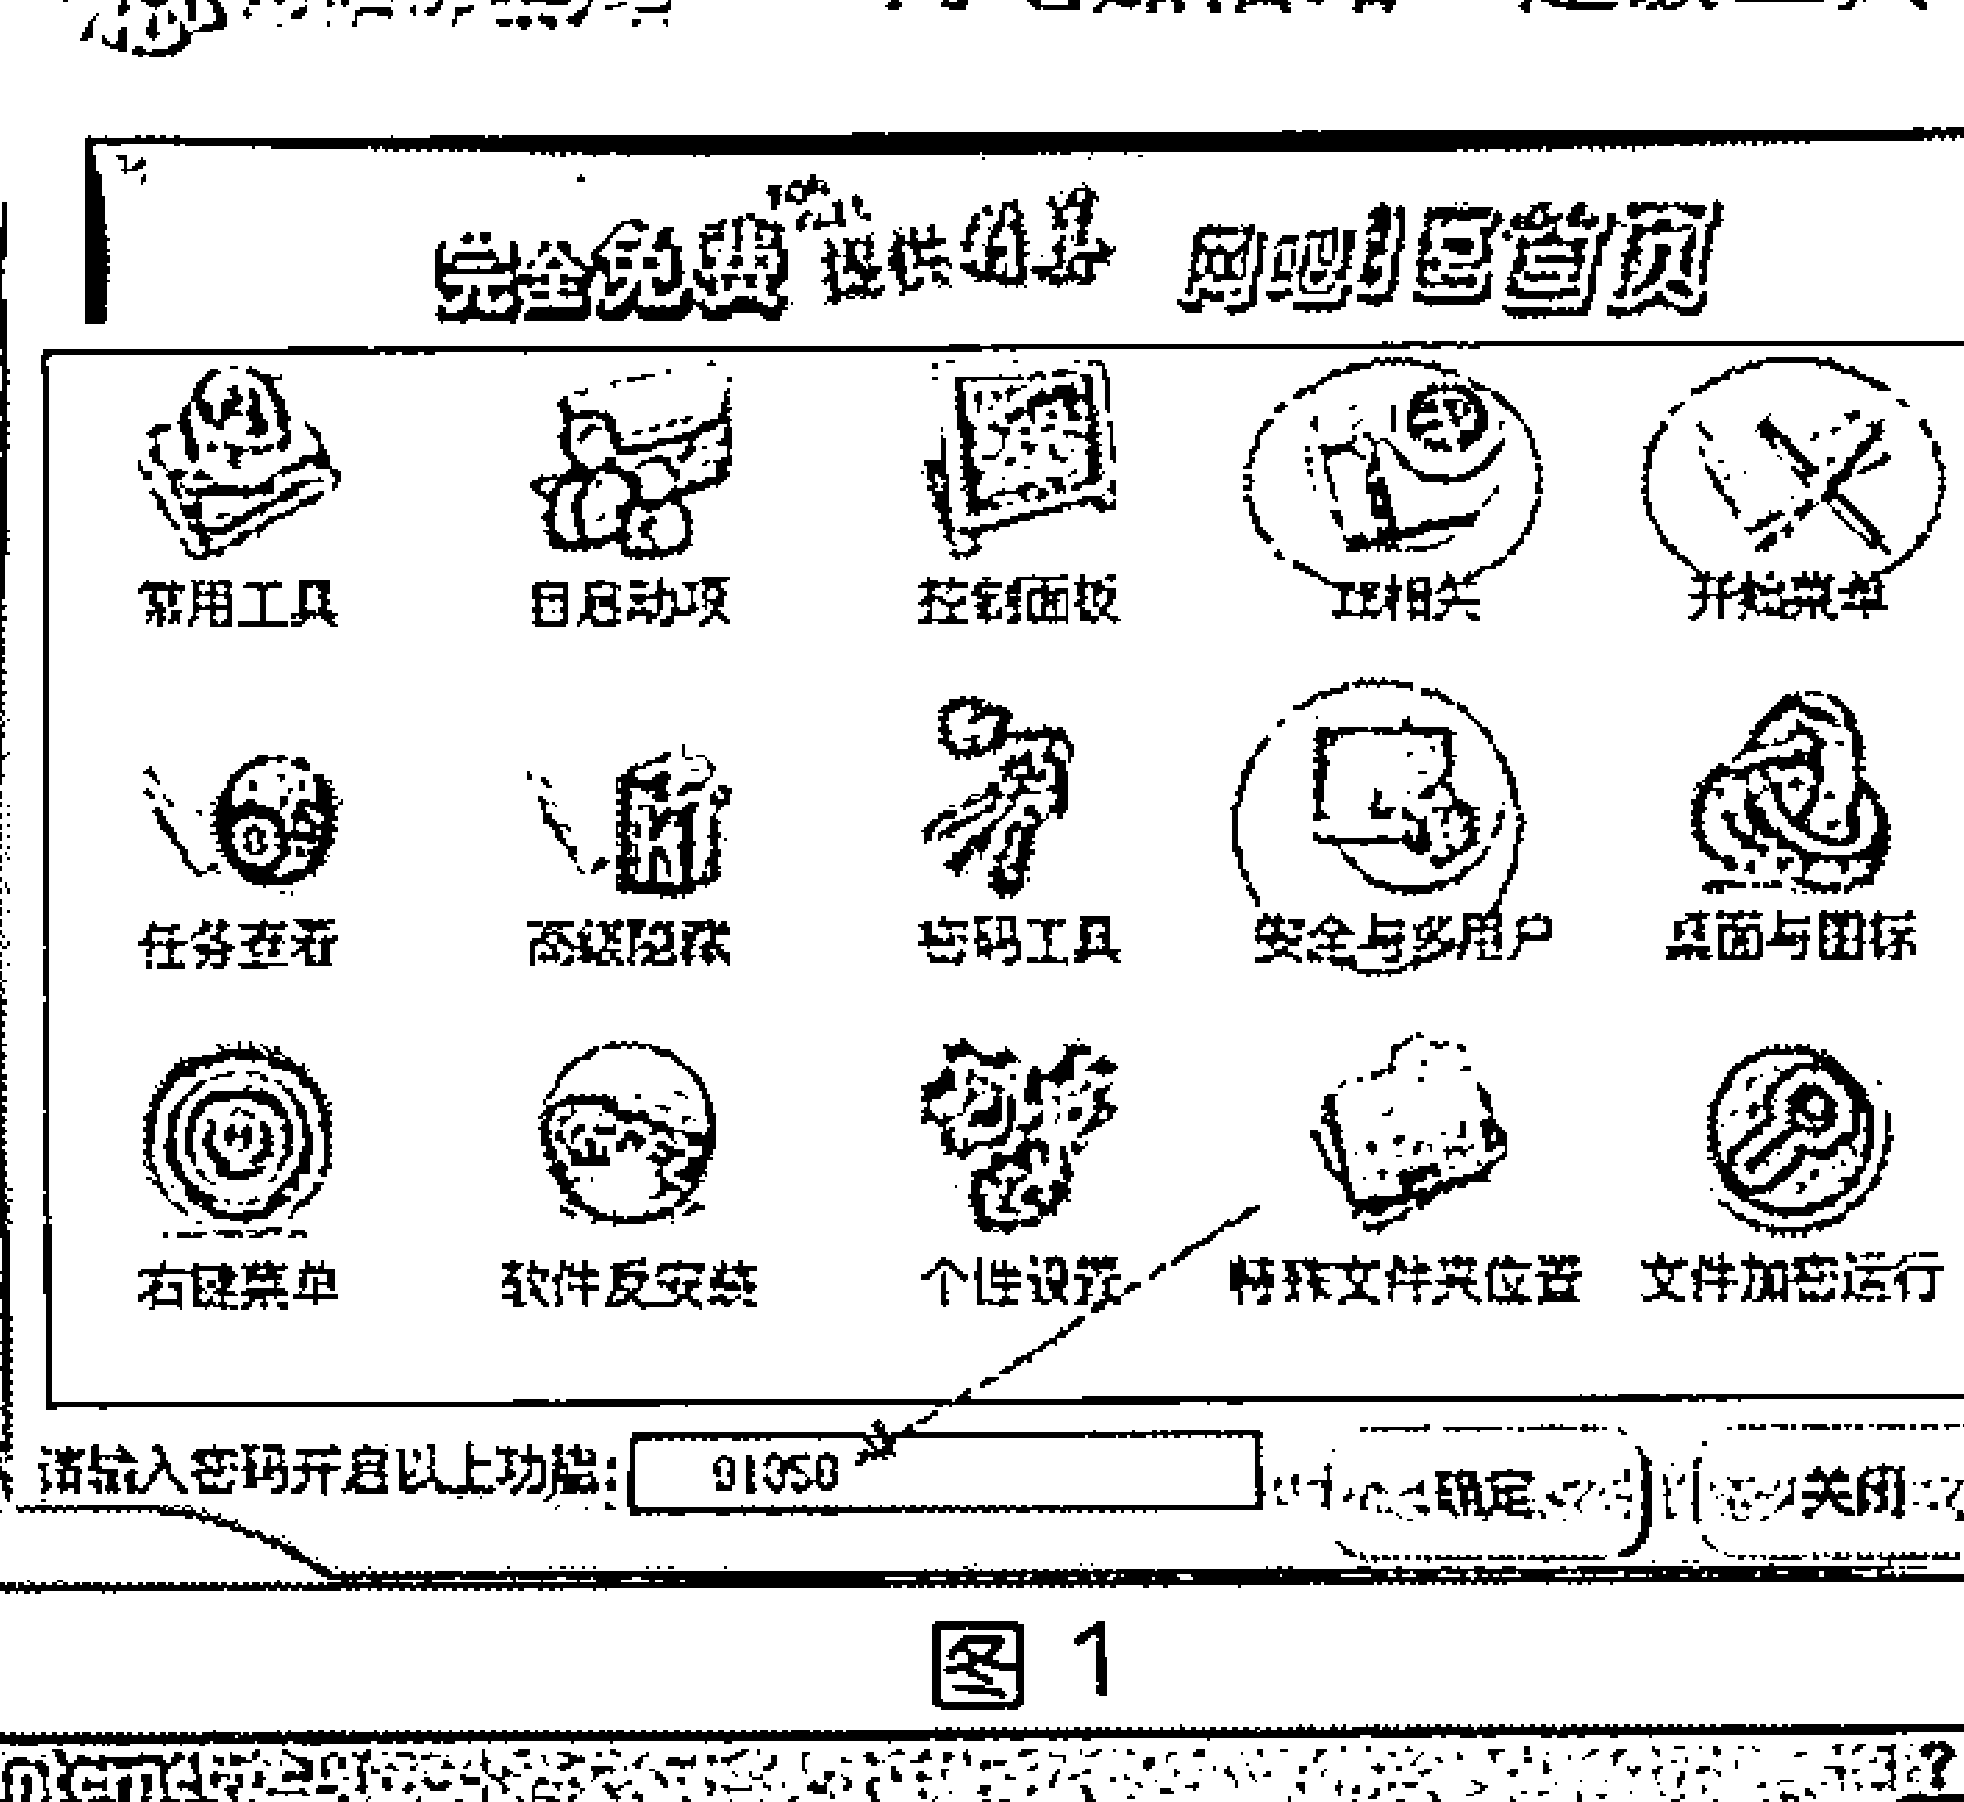 完全免费 提供 网吧 首页
常用工具 自启动项 控制面板 IE相关 开始菜单
任务查看 高级隐藏 密码工具 安全与多用户 桌面与图标
右键菜单 软件反安装 个性设置 特殊文件夹位置 文件加密运行
请输入密码开启以上功能: 01050 确定 关闭
图 1
?